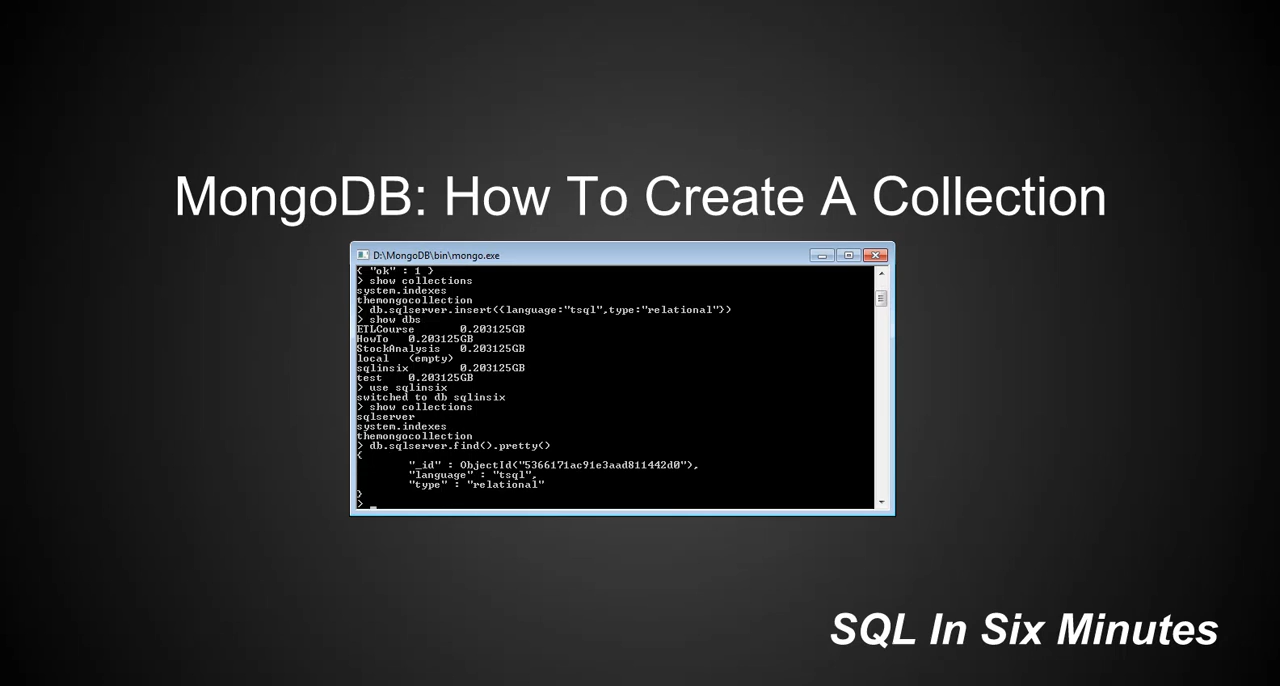 MongoDB: How To Create A Collection
D:\MongoDB\bin\mongo.exe
{ "ok" : 1 }
> show collections
system.indexes
themongocollection
> db.sqlserver.insert({language:"tsql",type:"relational"})
> show dbs
ETLCourse 0.203125GB
HowTo 0.203125GB
StockAnalysis 0.203125GB
local (empty)
sqlinsix 0.203125GB
test 0.203125GB
> use sqlinsix
switched to db sqlinsix
> show collections
sqlserver
system.indexes
themongocollection
> db.sqlserver.find().pretty()
{
"_id" : ObjectId("5366171ac91e3aad811442d0"),
"language" : "tsql",
"type" : "relational"
}
> _
SQL In Six Minutes